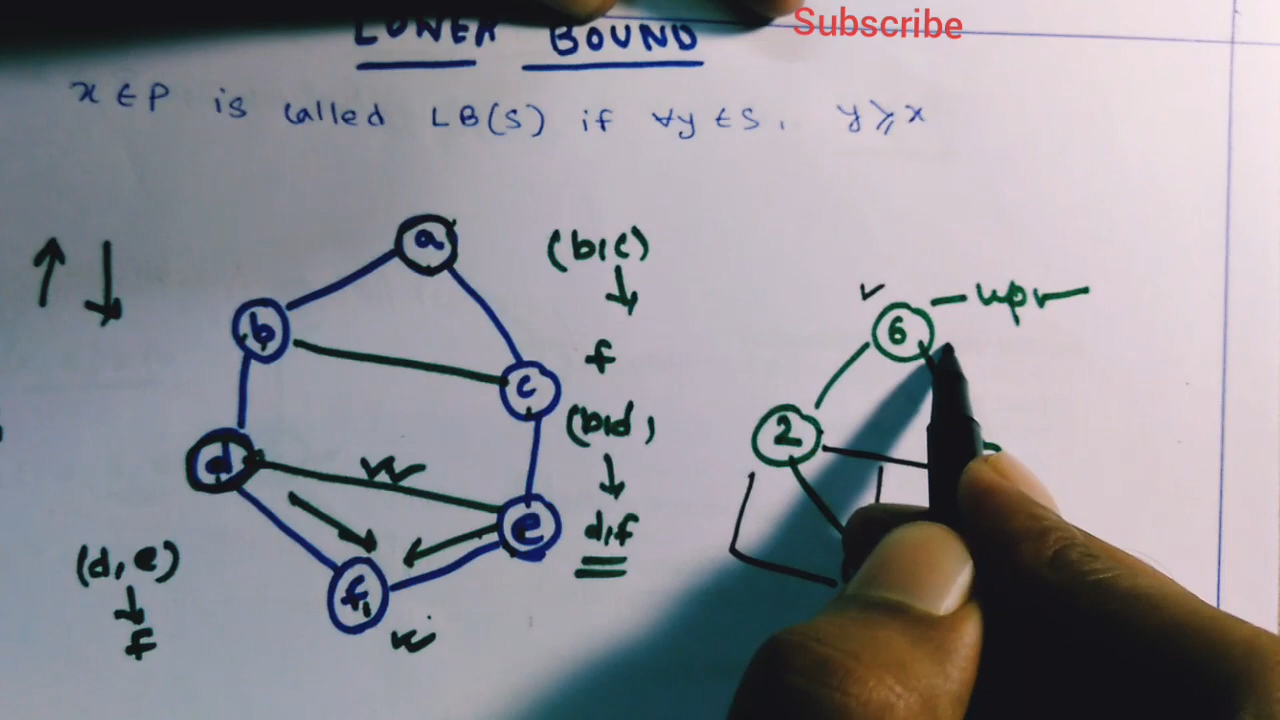 Subscribe
LOWER BOUND
x ∈ P is called LB(S) if ∀y ∈ S, y ⩾ x
a
(b,c)
↓
f
b
c
(b,d)
↓
d,f
d
e
f
(d,e)
↓
f
6
2